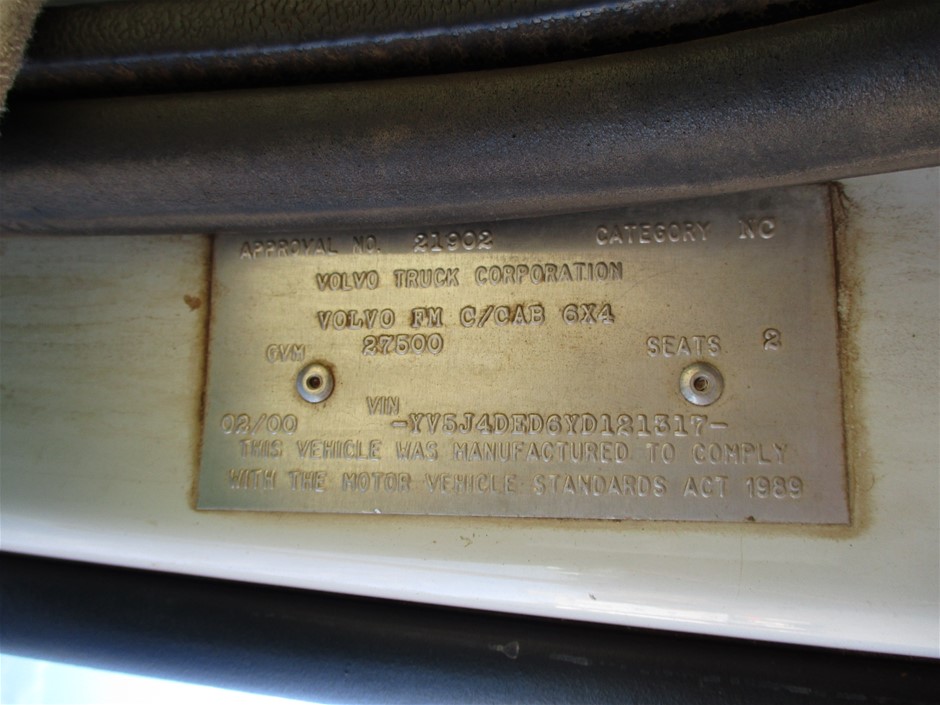 APPROVAL NO. 21902 CATEGORY NC
VOLVO TRUCK CORPORATION
VOLVO FM C/CAB 6X4
GVM 27500 SEATS 2
VIN
02/00 -YV5J4DED6YD121317-
THIS VEHICLE WAS MANUFACTURED TO COMPLY
WITH THE MOTOR VEHICLE STANDARDS ACT 1989